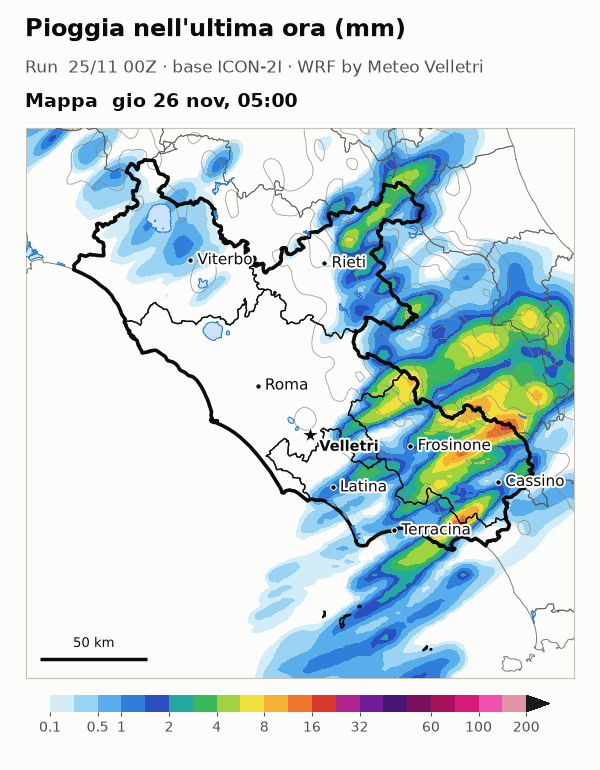 Pioggia nell'ultima ora (mm)
Run  25/11 00Z · base ICON-2I · WRF by Meteo Velletri
Mappa  gio 26 nov, 05:00
Viterbo
Rieti
Roma
Velletri
Frosinone
Cassino
Latina
Terracina
50 km
0.1 0.5 1 2 4 8 16 32 60 100 200